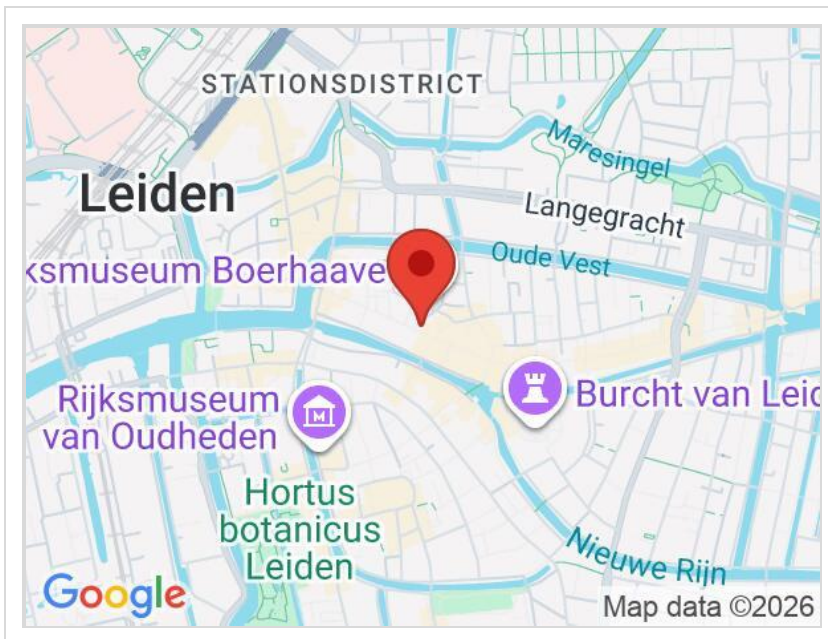 STATIONSDISTRICT
Maresingel
Leiden
Langegracht
Oude Vest
ksmuseum Boerhaave
Rijksmuseum
van Oudheden
M
Burcht van Leid
Hortus
botanicus
Leiden
Nieuwe Rijn
Google
Map data ©2026